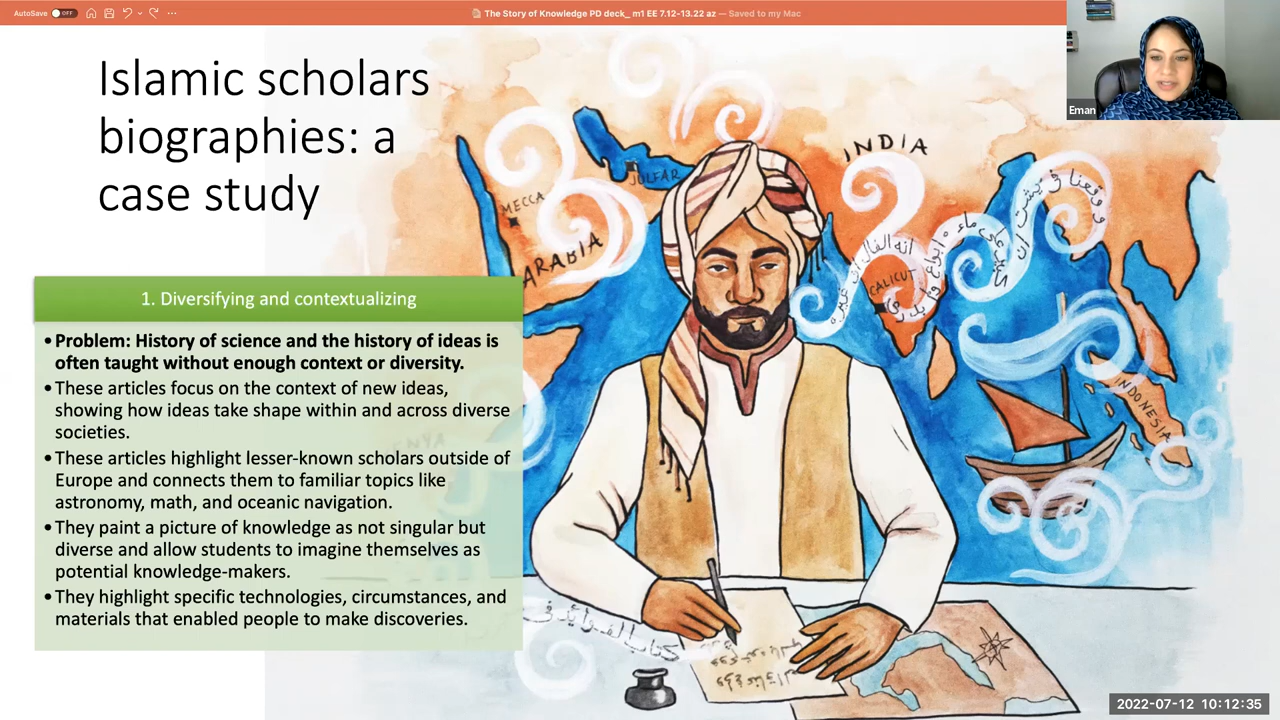 AutoSave OFF
The Story of Knowledge PD deck_ m1 EE 7.12-13.22 az — Saved to my Mac
Eman
Islamic scholars
biographies: a
case study
1. Diversifying and contextualizing
•Problem: History of science and the history of ideas is
often taught without enough context or diversity.
•These articles focus on the context of new ideas,
showing how ideas take shape within and across diverse
societies.
•These articles highlight lesser-known scholars outside of
Europe and connects them to familiar topics like
astronomy, math, and oceanic navigation.
•They paint a picture of knowledge as not singular but
diverse and allow students to imagine themselves as
potential knowledge-makers.
•They highlight specific technologies, circumstances, and
materials that enabled people to make discoveries.
MECCA
JULFAR
ARABIA
INDIA
CALICUT
INDONESIA
KENYA
كتاب الفوائد في
2022-07-12 10:12:35